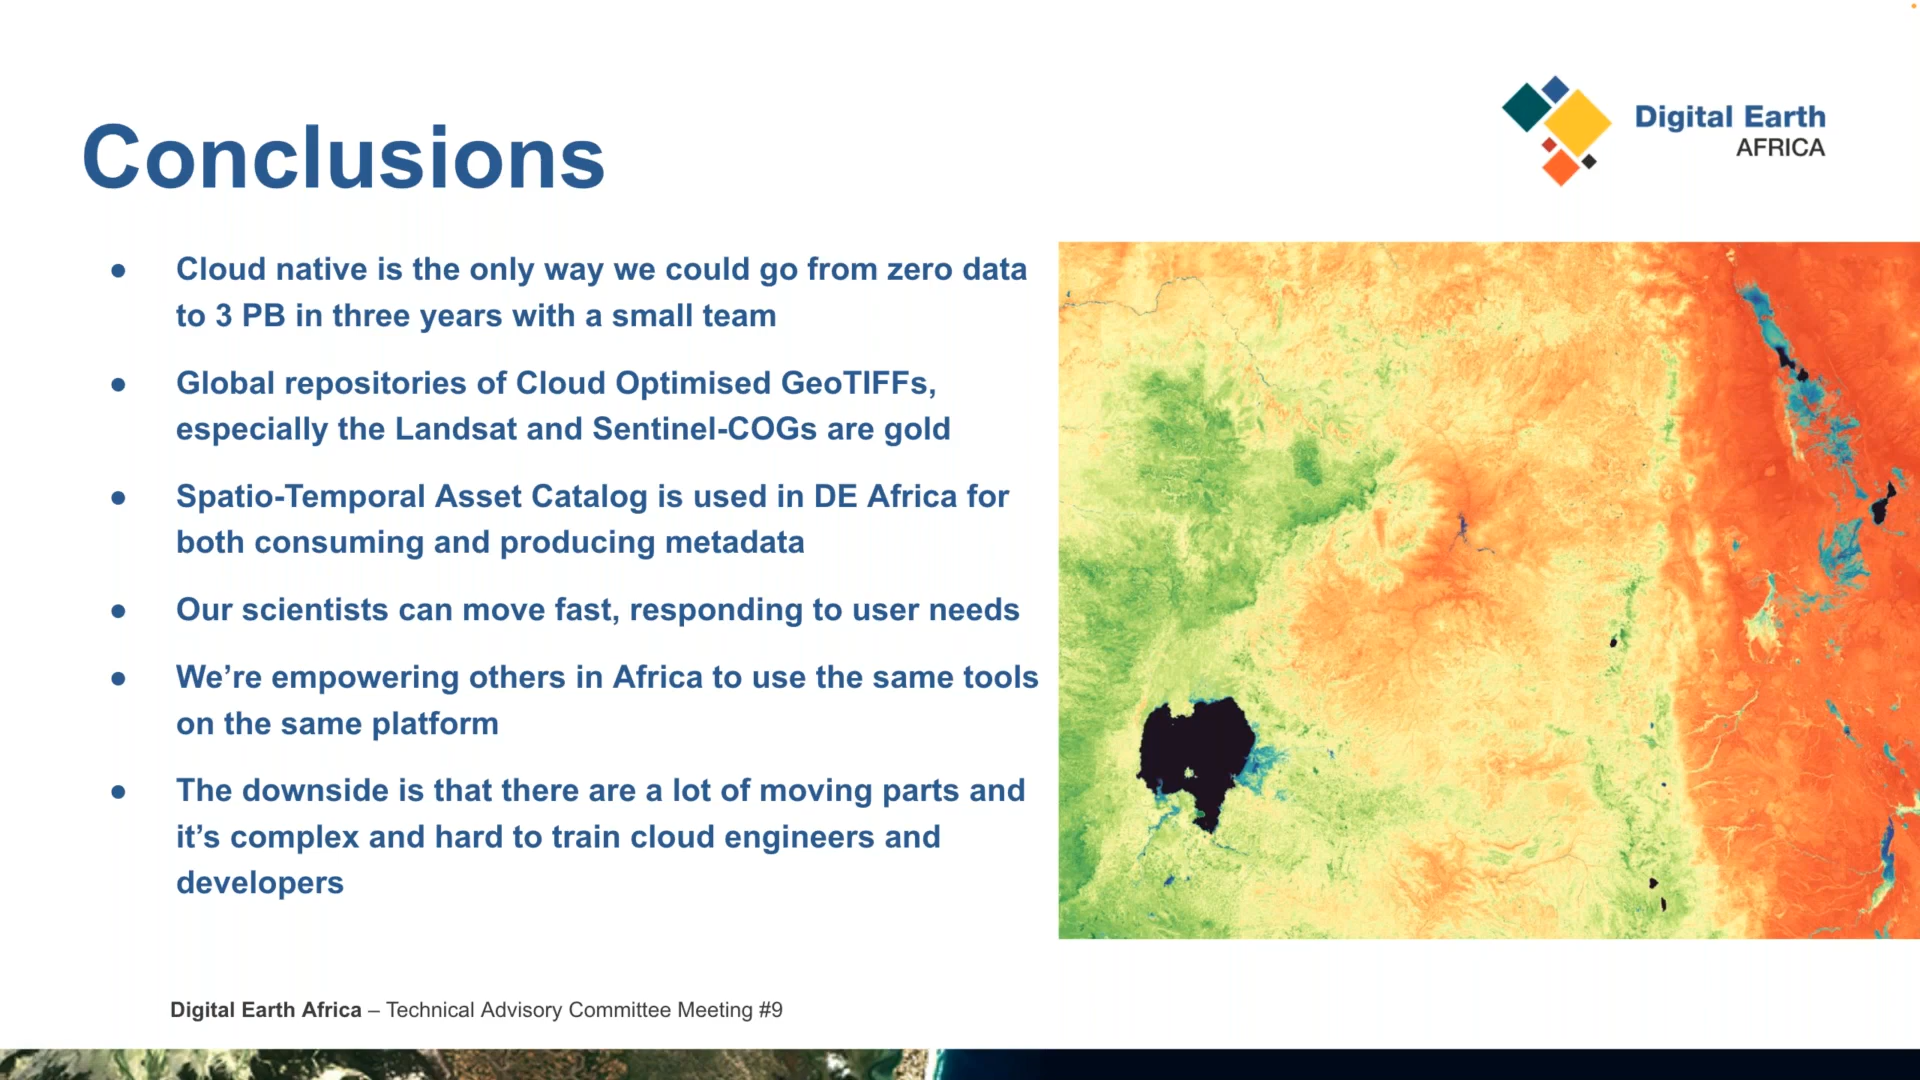 Conclusions
Digital Earth
AFRICA
● Cloud native is the only way we could go from zero data
to 3 PB in three years with a small team
● Global repositories of Cloud Optimised GeoTIFFs,
especially the Landsat and Sentinel-COGs are gold
● Spatio-Temporal Asset Catalog is used in DE Africa for
both consuming and producing metadata
● Our scientists can move fast, responding to user needs
● We’re empowering others in Africa to use the same tools
on the same platform
● The downside is that there are a lot of moving parts and
it’s complex and hard to train cloud engineers and
developers
Digital Earth Africa – Technical Advisory Committee Meeting #9